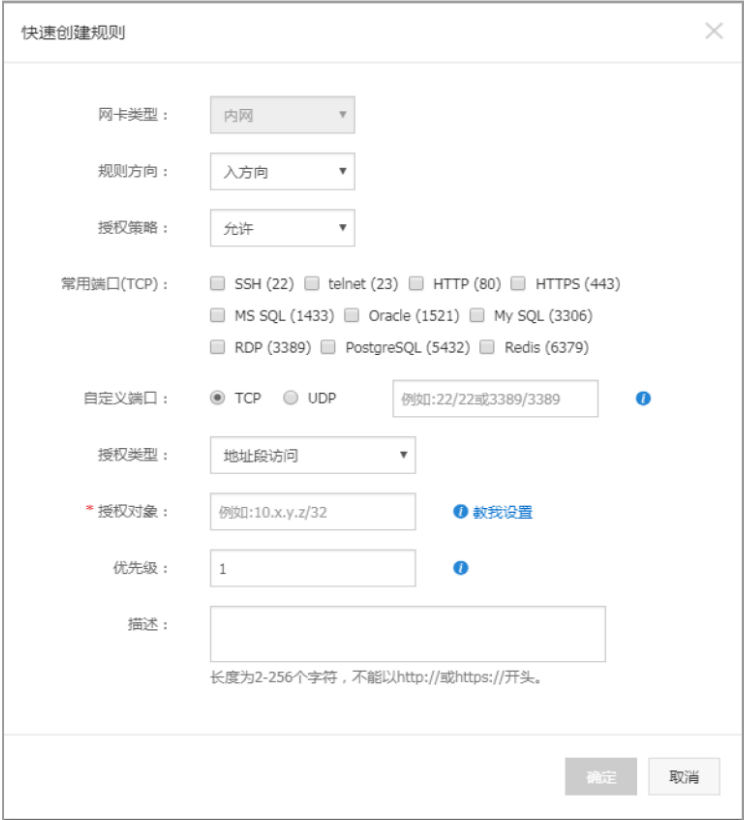 快速创建规则
网卡类型： 内网
规则方向： 入方向
授权策略： 允许
常用端口(TCP)： SSH (22) telnet (23) HTTP (80) HTTPS (443)
MS SQL (1433) Oracle (1521) My SQL (3306)
RDP (3389) PostgreSQL (5432) Redis (6379)
自定义端口： TCP UDP 例如:22/22或3389/3389
授权类型： 地址段访问
* 授权对象： 例如:10.x.y.z/32 教我设置
优先级： 1
描述：
长度为2-256个字符，不能以http://或https://开头。
确定 取消